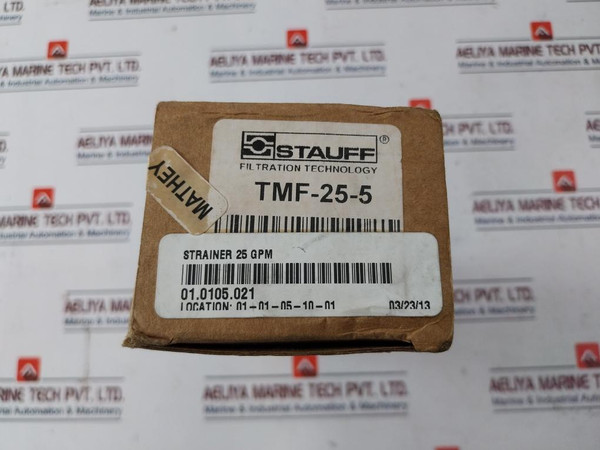 AELIYA MARINE TECH PVT. LTD.
Marine & Industrial Automation & Machinery
STAUFF®
FILTRATION TECHNOLOGY
TMF-25-5
MATHEY
STRAINER 25 GPM
01.0105.021
LOCATION: 01-01-05-10-01 03/23/13